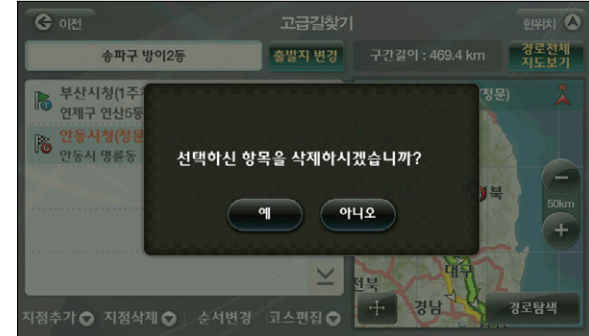 이전
고급길찾기
현위치
송파구 방이2동
출발지 변경
구간길이 : 469.4 km
경로전체
지도보기
부산시청(1주
연제구 연산5동
안동시청(정문
안동시 명륜동
정문)
선택하신 항목을 삭제하시겠습니까?
예
아니오
북
50km
전북
대구
경남
경로탐색
지점추가
지점삭제
순서변경
코스편집